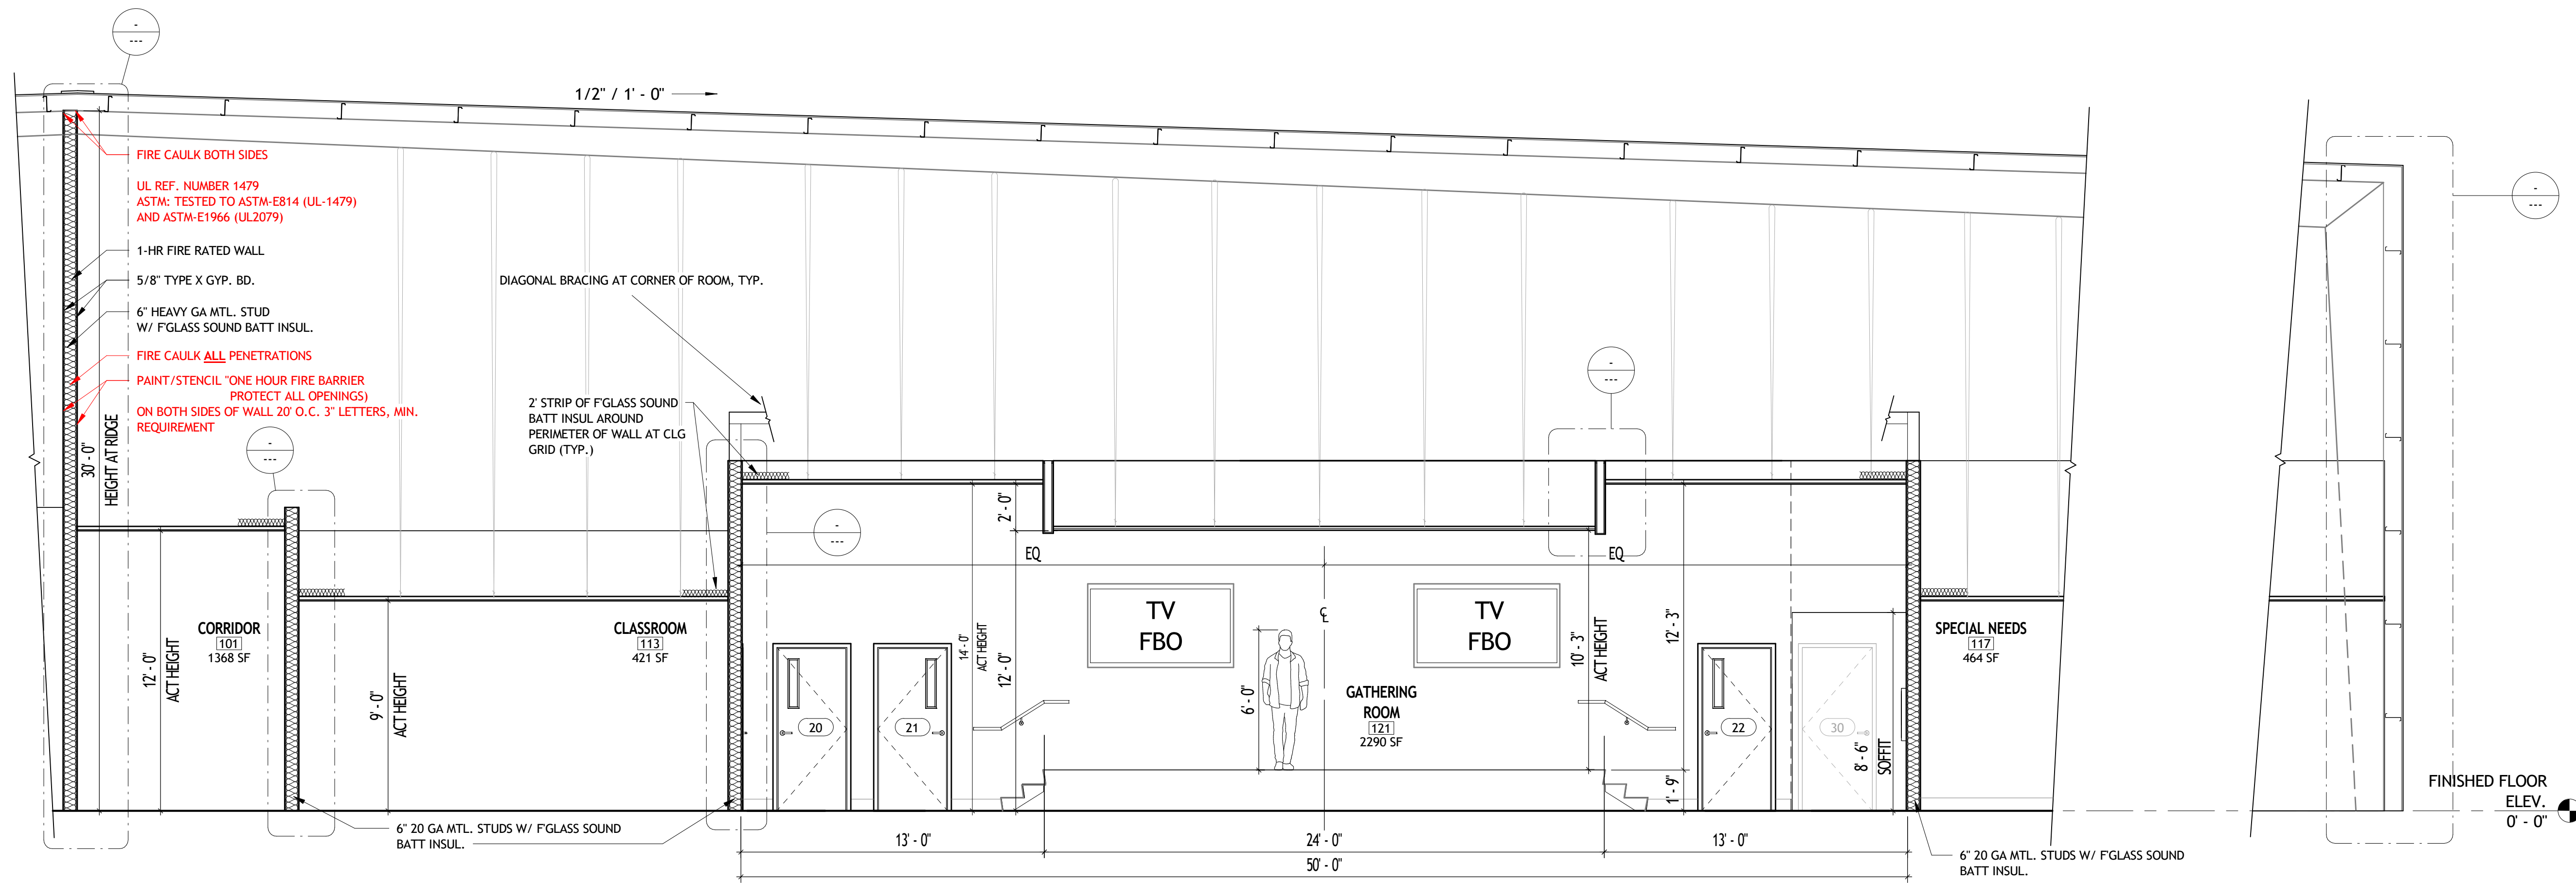 -
---
1/2" / 1' - 0"
FIRE CAULK BOTH SIDES
UL REF. NUMBER 1479
ASTM: TESTED TO ASTM-E814 (UL-1479)
AND ASTM-E1966 (UL2079)
1-HR FIRE RATED WALL
5/8" TYPE X GYP. BD.
6" HEAVY GA MTL. STUD
W/ F'GLASS SOUND BATT INSUL.
FIRE CAULK ALL PENETRATIONS
PAINT/STENCIL "ONE HOUR FIRE BARRIER
PROTECT ALL OPENINGS)
ON BOTH SIDES OF WALL 20' O.C. 3" LETTERS, MIN.
REQUIREMENT
30' - 0"
HEIGHT AT RIDGE
-
---
DIAGONAL BRACING AT CORNER OF ROOM, TYP.
2' STRIP OF F'GLASS SOUND
BATT INSUL AROUND
PERIMETER OF WALL AT CLG
GRID (TYP.)
-
---
-
---
-
---
CORRIDOR
101
1368 SF
12' - 0"
ACT HEIGHT
CLASSROOM
113
421 SF
9' - 0"
ACT HEIGHT
2' - 0"
EQ
EQ
14' - 0"
ACT HEIGHT
12' - 0"
TV
FBO
TV
FBO
℄
6' - 0"
GATHERING
ROOM
121
2290 SF
10' - 3"
ACT HEIGHT
12' - 3"
1' - 9"
20
21
22
30
8' - 6"
SOFFIT
SPECIAL NEEDS
117
464 SF
FINISHED FLOOR
ELEV.
0' - 0"
6" 20 GA MTL. STUDS W/ F'GLASS SOUND
BATT INSUL.
13' - 0"
24' - 0"
13' - 0"
50' - 0"
6" 20 GA MTL. STUDS W/ F'GLASS SOUND
BATT INSUL.